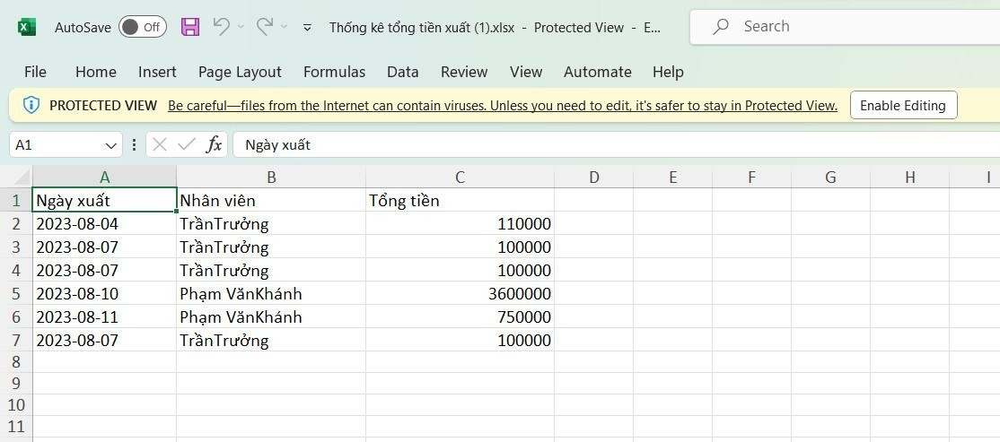 AutoSave Off Thống kê tổng tiền xuất (1).xlsx - Protected View - E... Search
File Home Insert Page Layout Formulas Data Review View Automate Help
PROTECTED VIEW Be careful—files from the Internet can contain viruses. Unless you need to edit, it's safer to stay in Protected View. Enable Editing
A1 fx Ngày xuất
A B C D E F G H I
1 Ngày xuất Nhân viên Tổng tiền
2 2023-08-04 TrầnTrưởng 110000
3 2023-08-07 TrầnTrưởng 100000
4 2023-08-07 TrầnTrưởng 100000
5 2023-08-10 Phạm VănKhánh 3600000
6 2023-08-11 Phạm VănKhánh 750000
7 2023-08-07 TrầnTrưởng 100000
8
9
10
11